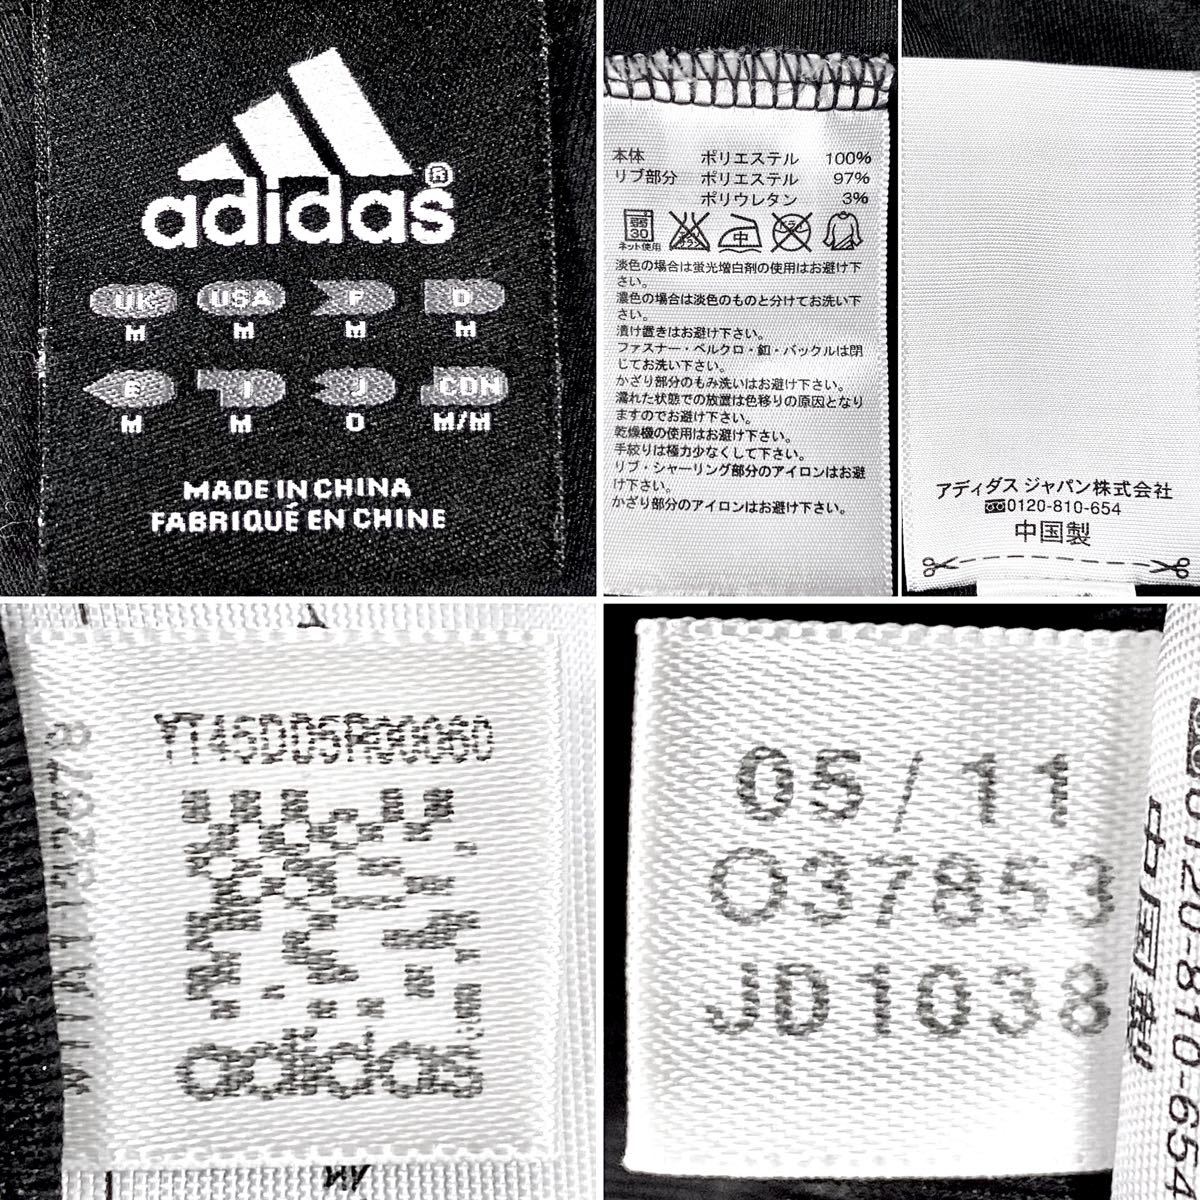 adidas®
UK USA F D
M M M M
E I J CDN
M M O M/M
MADE IN CHINA
FABRIQUÉ EN CHINE
本体 ポリエステル 100%
リブ部分 ポリエステル 97%
ポリウレタン 3%
弱 30 中
ネット使用
淡色の場合は蛍光増白剤の使用はお避け下
さい。
濃色の場合は淡色のものと分けてお洗い下
さい。
漬け置きはお避け下さい。
ファスナー・ベルクロ・釦・バックルは閉
じてお洗い下さい。
かざり部分のもみ洗いはお避け下さい。
濡れた状態での放置は色移りの原因となり
ますのでお避け下さい。
乾燥機の使用はお避け下さい。
手絞りは極力少なくして下さい。
リブ・シャーリング部分のアイロンはお避
け下さい。
かざり部分のアイロンはお避け下さい。
アディダス ジャパン株式会社
0120-810-654
中国製
YT45DD5R00060
adidas
05/11
O37853
JD1038
0120-810-654
中国製